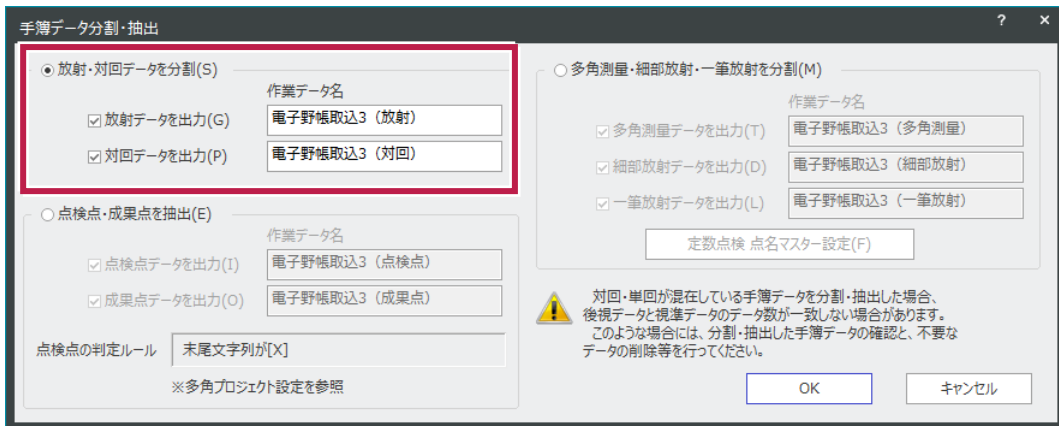 手簿データ分割・抽出
? ×
放射・対回データを分割(S)
作業データ名
放射データを出力(G) 電子野帳取込3（放射）
対回データを出力(P) 電子野帳取込3（対回）
点検点・成果点を抽出(E)
作業データ名
点検点データを出力(I) 電子野帳取込3（点検点）
成果点データを出力(O) 電子野帳取込3（成果点）
点検点の判定ルール 末尾文字列が[X]
※多角プロジェクト設定を参照
多角測量・細部放射・一筆放射を分割(M)
作業データ名
多角測量データを出力(T) 電子野帳取込3（多角測量）
細部放射データを出力(D) 電子野帳取込3（細部放射）
一筆放射データを出力(L) 電子野帳取込3（一筆放射）
定数点検 点名マスター設定(F)
対回・単回が混在している手簿データを分割・抽出した場合、
後視データと視準データのデータ数が一致しない場合があります。
このような場合には、分割・抽出した手簿データの確認と、不要な
データの削除等を行ってください。
OK キャンセル